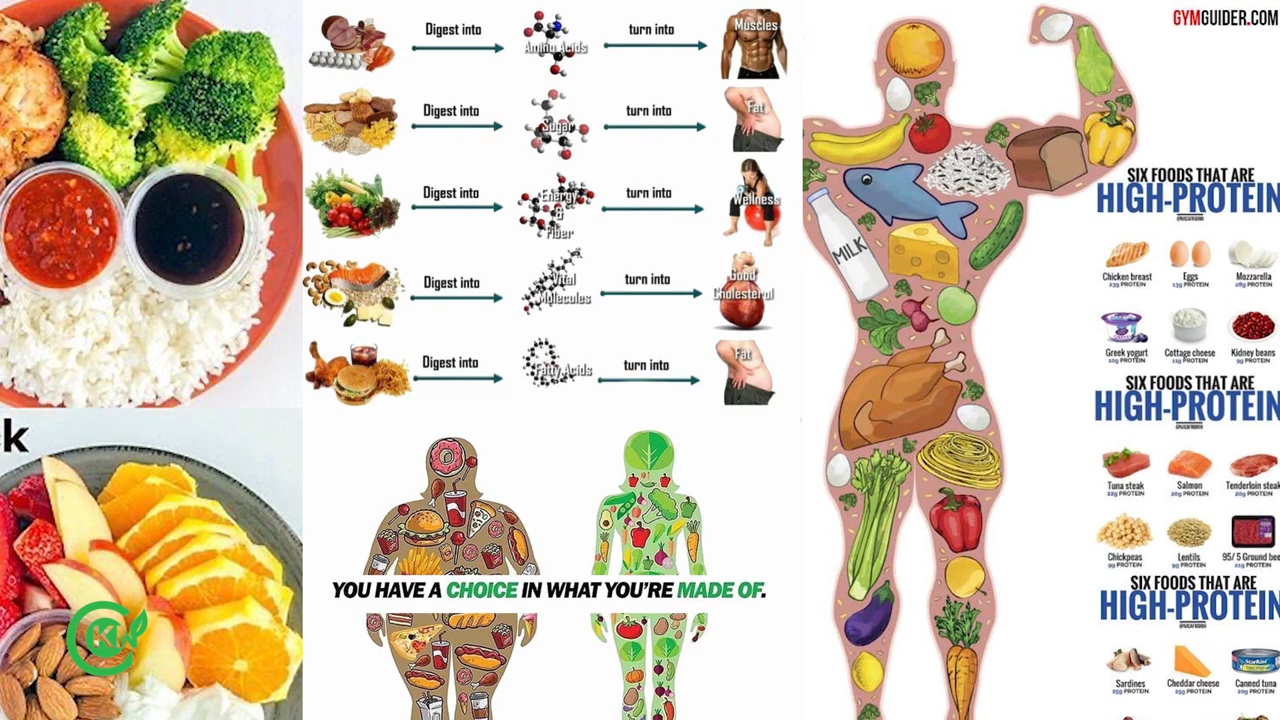 k
KI
Digest into
Amino Acids
turn into
Muscles
Digest into
Sugar
turn into
Fat
Digest into
Energy
&
Fiber
turn into
Wellness
Digest into
Vital
Molecules
turn into
Good
Cholesterol
Digest into
Fatty Acids
turn into
Fat
YOU HAVE A CHOICE IN WHAT YOU'RE MADE OF.
GYMGUIDER.COM
MILK
SIX FOODS THAT ARE
HIGH-PROTEIN
Chicken breast
23g PROTEIN
Eggs
13g PROTEIN
Mozzarella
28g PROTEIN
Greek yogurt
10g PROTEIN
Cottage cheese
11g PROTEIN
Kidney beans
9g PROTEIN
SIX FOODS THAT ARE
HIGH-PROTEIN
Tuna steak
22g PROTEIN
Salmon
20g PROTEIN
Tenderloin steak
20g PROTEIN
Chickpeas
9g PROTEIN
Lentils
9g PROTEIN
95/ 5 Ground bee
21g PROTEIN
SIX FOODS THAT ARE
HIGH-PROTEIN
Sardines
25g PROTEIN
Cheddar cheese
25g PROTEIN
StarKist
Canned tuna
20g PROTEIN